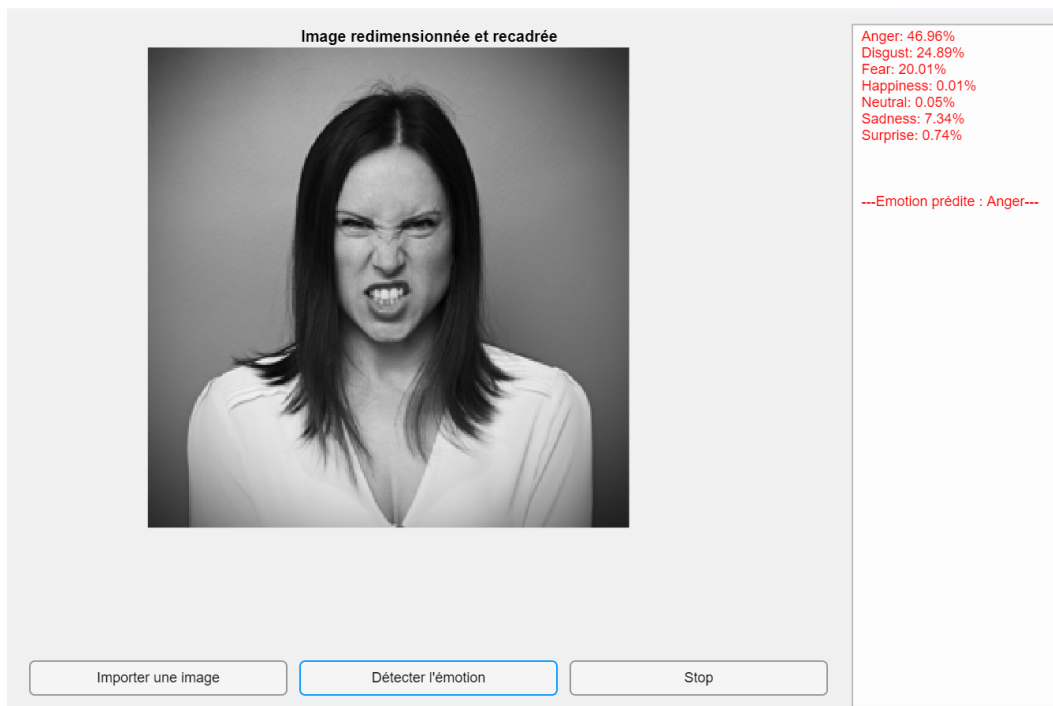 Image redimensionnée et recadrée
Anger: 46.96%
Disgust: 24.89%
Fear: 20.01%
Happiness: 0.01%
Neutral: 0.05%
Sadness: 7.34%
Surprise: 0.74%
---Emotion prédite : Anger---
Importer une image
Détecter l'émotion
Stop